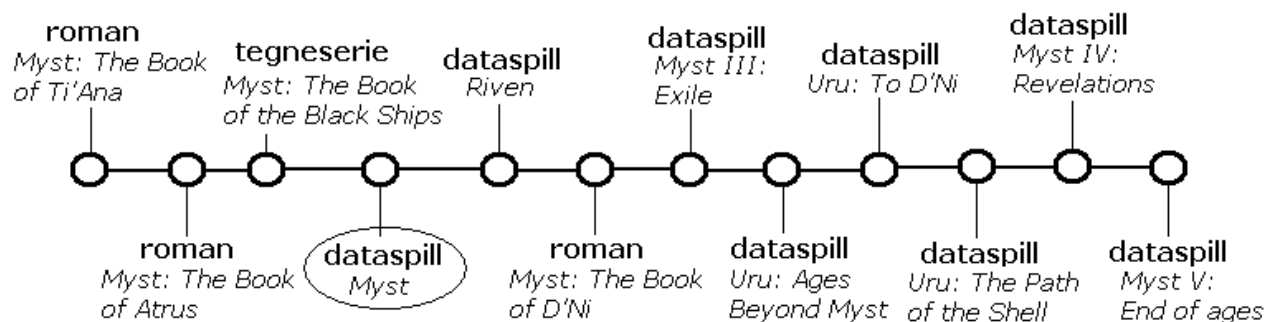 roman
Myst: The Book
of Ti'Ana
tegneserie
Myst: The Book
of the Black Ships
dataspill
Riven
dataspill
Myst III:
Exile
dataspill
Uru: To D'Ni
dataspill
Myst IV:
Revelations
roman
Myst: The Book
of Atrus
dataspill
Myst
roman
Myst: The Book
of D'Ni
dataspill
Uru: Ages
Beyond Myst
dataspill
Uru: The Path
of the Shell
dataspill
Myst V:
End of ages